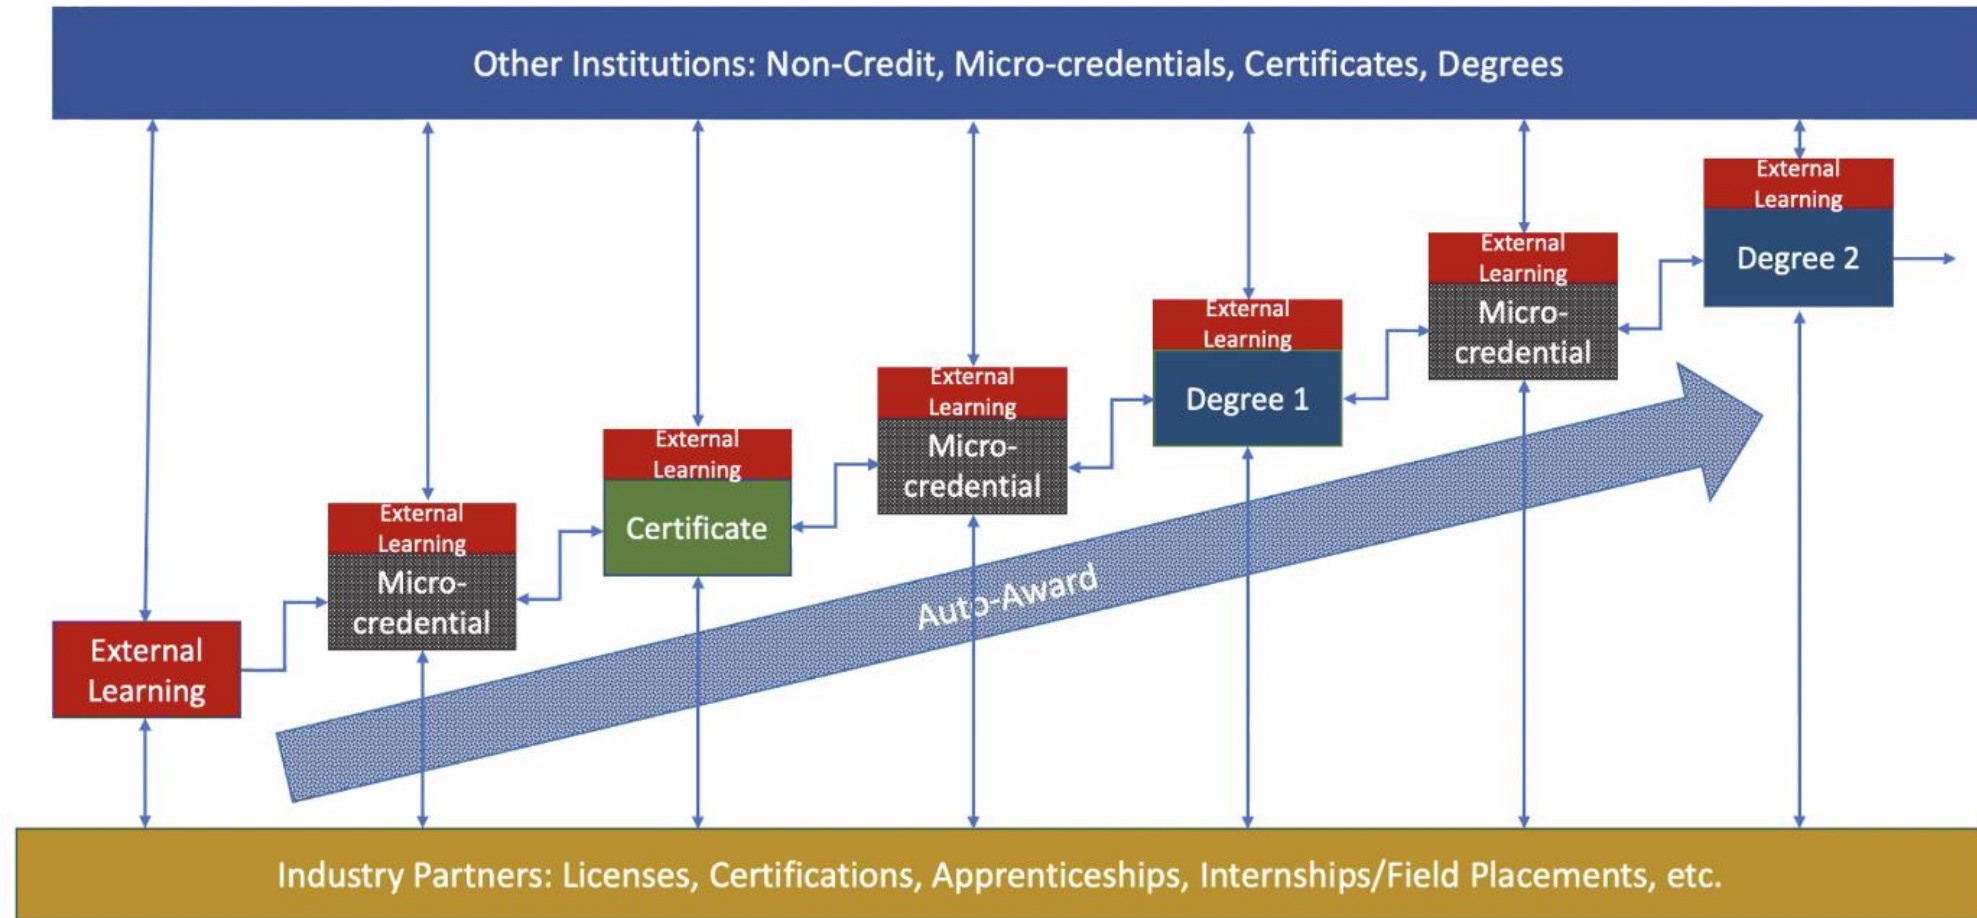 Other Institutions: Non-Credit, Micro-credentials, Certificates, Degrees
External
Learning
Degree 2
External
Learning
Micro-
credential
External
Learning
Degree 1
External
Learning
Micro-
credential
External
Learning
Certificate
External
Learning
Micro-
credential
External
Learning
Auto-Award
Industry Partners: Licenses, Certifications, Apprenticeships, Internships/Field Placements, etc.